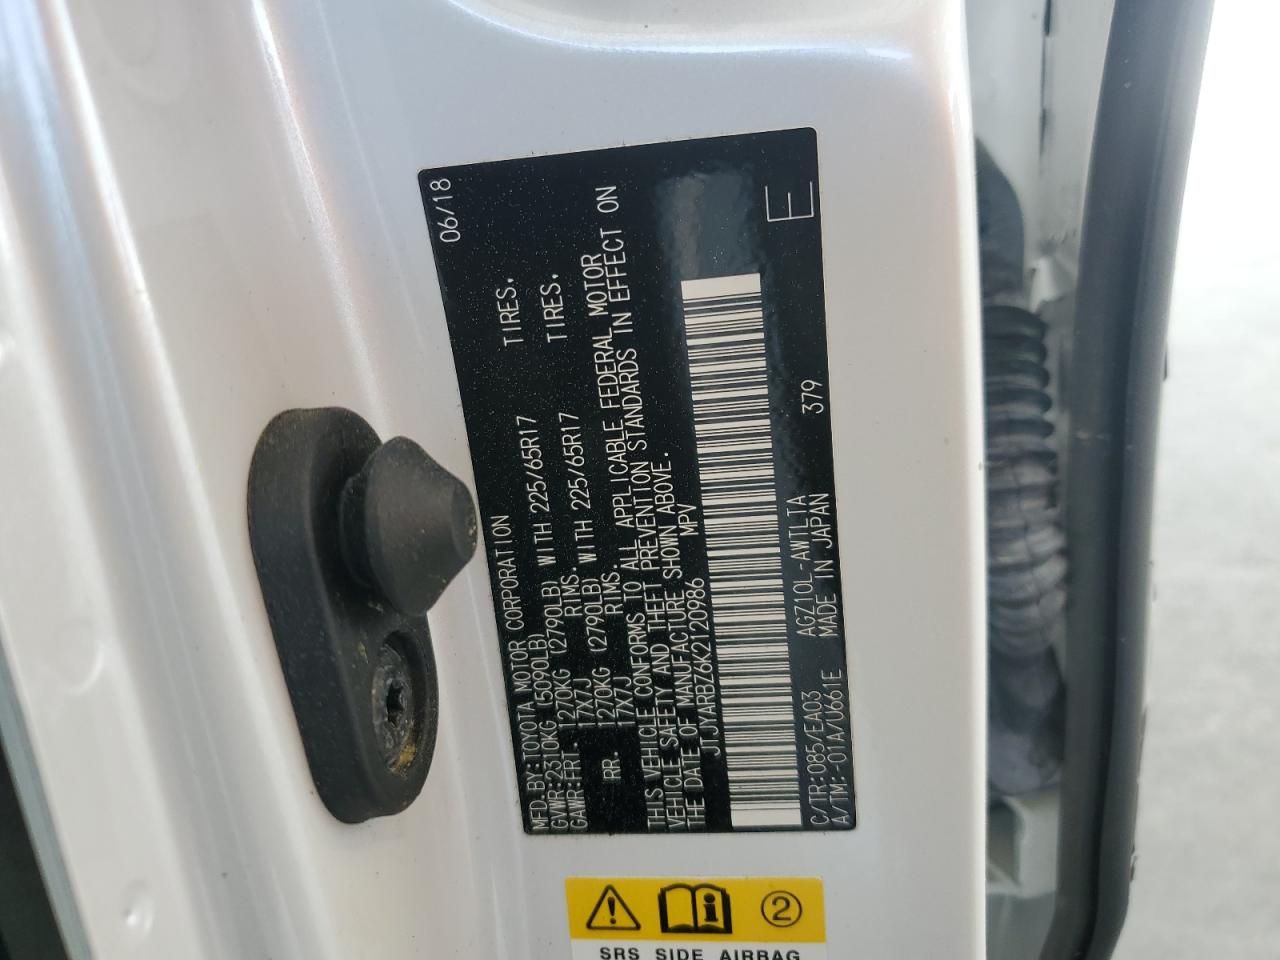 MFD.BY:TOYOTA MOTOR CORPORATION 06/18
GVWR:2310KG (5090LB)
GAWR:FRT. 1270KG (2790LB) WITH 225/65R17 TIRES.
17X7J RIMS.
RR. 1270KG (2790LB) WITH 225/65R17 TIRES.
17X7J RIMS.
THIS VEHICLE CONFORMS TO ALL APPLICABLE FEDERAL MOTOR
VEHICLE SAFETY AND THEFT PREVENTION STANDARDS IN EFFECT ON
THE DATE OF MANUFACTURE SHOWN ABOVE.
JTJYARBZ6K2120986 MPV
C/TR:085/EA03 AGZ10L-AWTLTA 379
A/TM:-01A/U661E MADE IN JAPAN
E
2
SRS SIDE AIRBAG